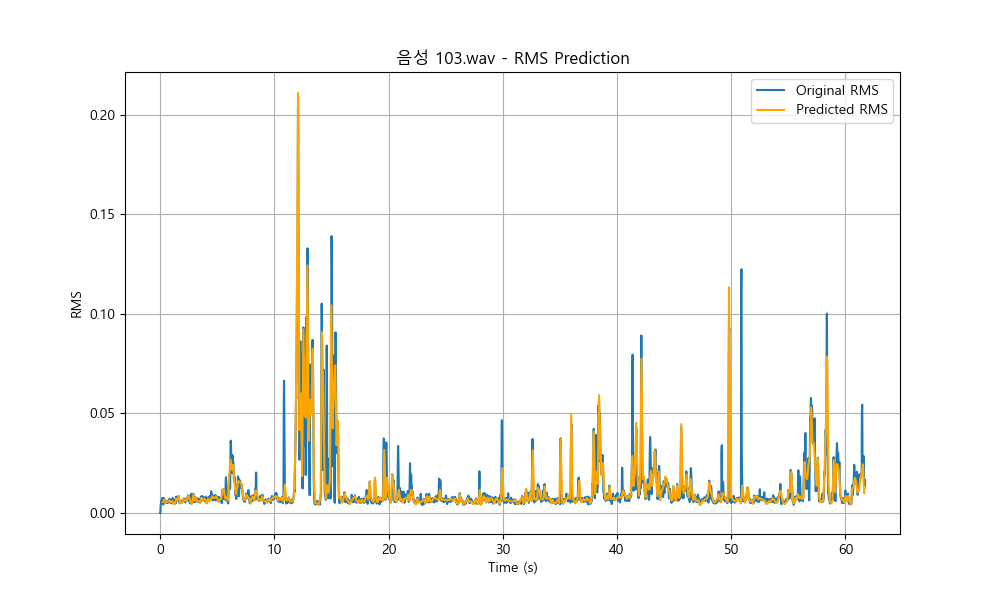 음성 103.wav - RMS Prediction
Original RMS
Predicted RMS
RMS
0.20
0.15
0.10
0.05
0.00
0 10 20 30 40 50 60
Time (s)